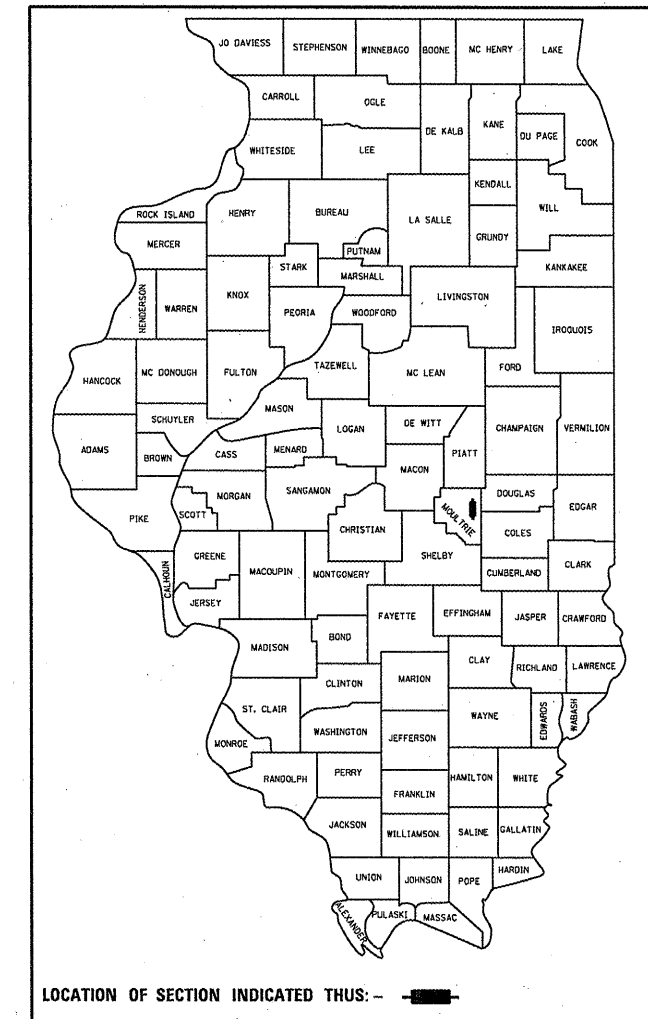 JO DAVIESS STEPHENSON WINNEBAGO BOONE MC HENRY LAKE
CARROLL OGLE DE KALB KANE DU PAGE COOK
WHITESIDE LEE
KENDALL WILL
ROCK ISLAND HENRY BUREAU LA SALLE GRUNDY
MERCER PUTNAM
STARK MARSHALL KANKAKEE
HENDERSON WARREN KNOX PEORIA WOODFORD LIVINGSTON
IROQUOIS
HANCOCK MC DONOUGH FULTON TAZEWELL MC LEAN FORD
MASON
SCHUYLER LOGAN DE WITT CHAMPAIGN VERMILION
ADAMS BROWN CASS MENARD PIATT
MACON
PIKE SCOTT MORGAN SANGAMON MOULTRIE DOUGLAS EDGAR
CHRISTIAN COLES
CALHOUN GREENE MACOUPIN MONTGOMERY SHELBY CUMBERLAND CLARK
JERSEY
FAYETTE EFFINGHAM JASPER CRAWFORD
MADISON BOND
CLAY RICHLAND LAWRENCE
CLINTON MARION
ST. CLAIR WAYNE EDWARDS WABASH
MONROE WASHINGTON JEFFERSON
RANDOLPH PERRY HAMILTON WHITE
FRANKLIN
JACKSON WILLIAMSON SALINE GALLATIN
UNION JOHNSON POPE HARDIN
ALEXANDER PULASKI MASSAC
LOCATION OF SECTION INDICATED THUS: -